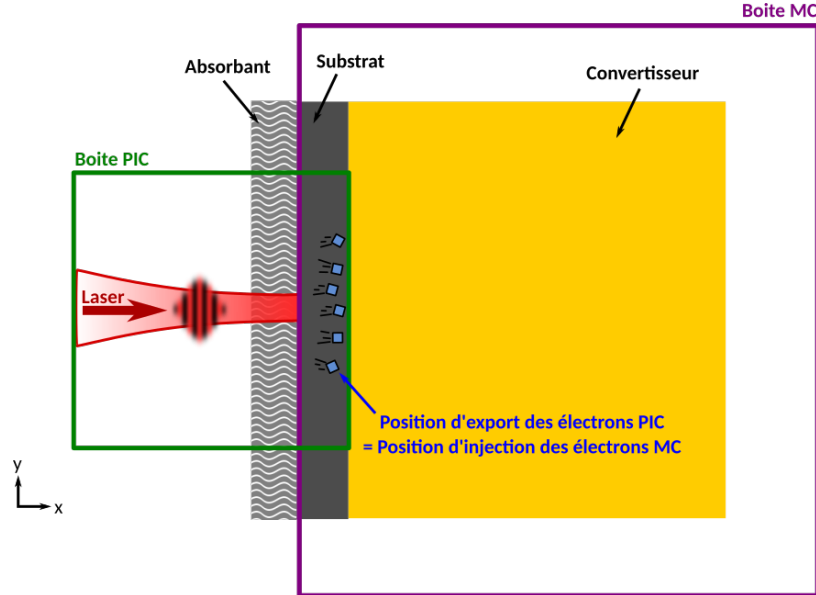 Boite MC
Substrat
Absorbant
Convertisseur
Boite PIC
Laser
Position d'export des électrons PIC
= Position d'injection des électrons MC
y
x